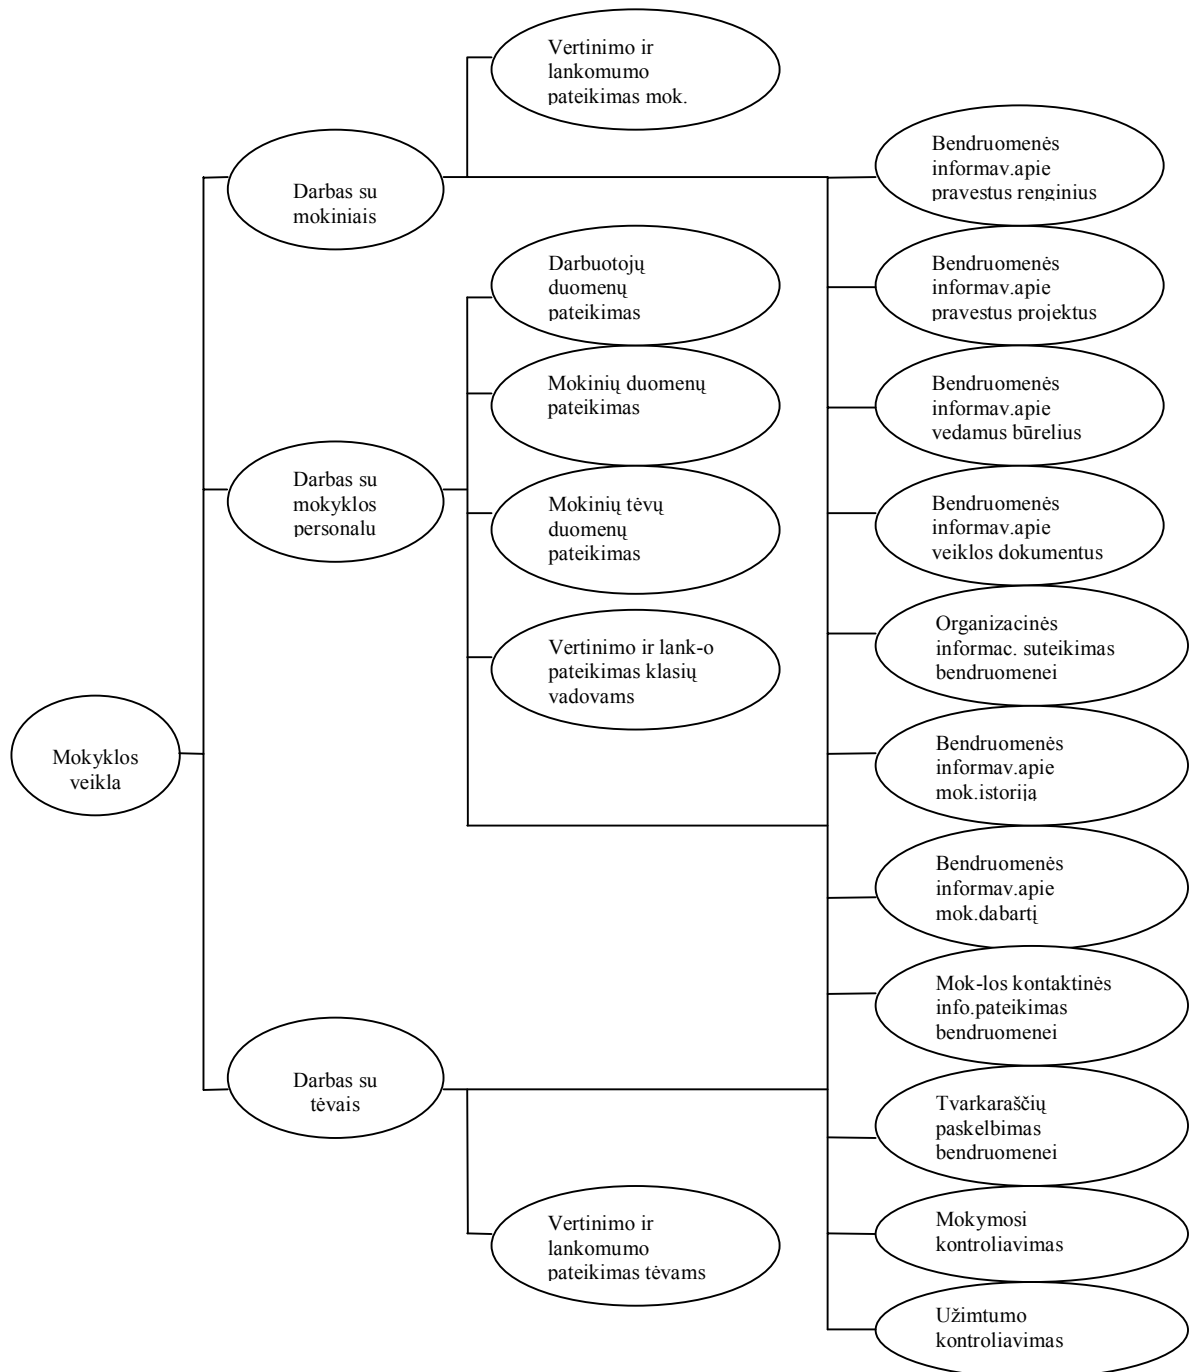 Vertinimo ir
lankomumo
pateikimas mok.
Darbas su
mokiniais
Darbuotojų
duomenų
pateikimas
Mokinių duomenų
pateikimas
Darbas su
mokyklos
personalu
Mokinių tėvų
duomenų
pateikimas
Vertinimo ir lank-o
pateikimas klasių
vadovams
Mokyklos
veikla
Darbas su
tėvais
Vertinimo ir
lankomumo
pateikimas tėvams
Bendruomenės
informav.apie
pravestus renginius
Bendruomenės
informav.apie
pravestus projektus
Bendruomenės
informav.apie
vedamus būrelius
Bendruomenės
informav.apie
veiklos dokumentus
Organizacinės
informac. suteikimas
bendruomenei
Bendruomenės
informav.apie
mok.istoriją
Bendruomenės
informav.apie
mok.dabartį
Mok-los kontaktinės
info.pateikimas
bendruomenei
Tvarkaraščių
paskelbimas
bendruomenei
Mokymosi
kontroliavimas
Užimtumo
kontroliavimas